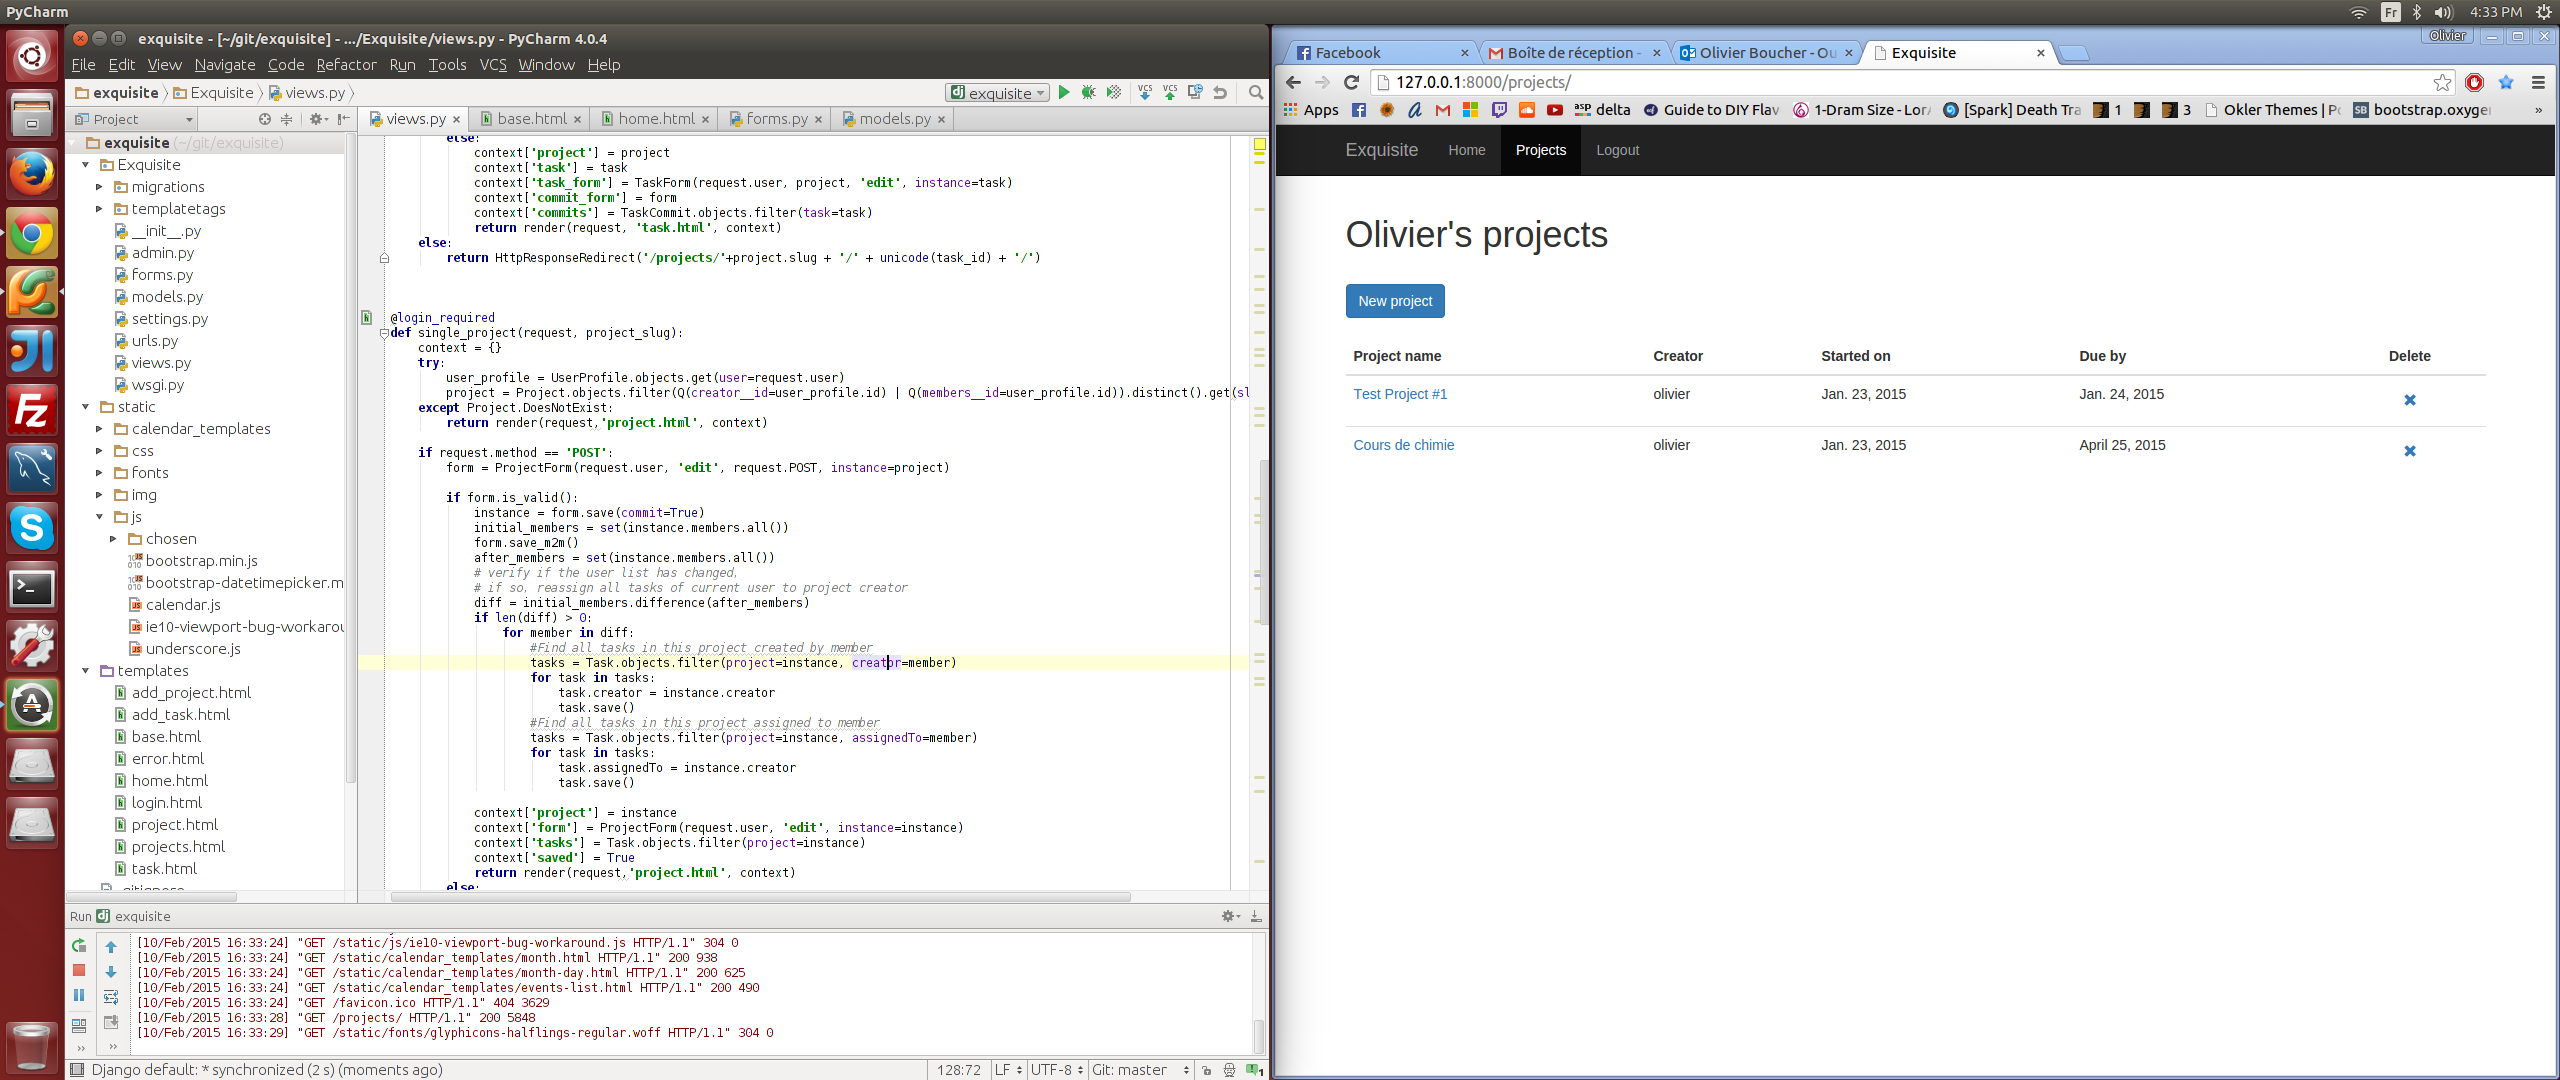 PyCharm
Fr
4:33 PM
exquisite - [~/git/exquisite] - .../Exquisite/views.py - PyCharm 4.0.4
File Edit View Navigate Code Refactor Run Tools VCS Window Help
exquisite Exquisite views.py
exquisite
Project
views.py base.html home.html forms.py models.py
exquisite (~/git/exquisite)
Exquisite
migrations
templatetags
__init__.py
admin.py
forms.py
models.py
settings.py
urls.py
views.py
wsgi.py
static
calendar_templates
css
fonts
img
js
chosen
bootstrap.min.js
bootstrap-datetimepicker.m
calendar.js
ie10-viewport-bug-workarou
underscore.js
templates
add_project.html
add_task.html
base.html
error.html
home.html
login.html
project.html
projects.html
task.html
.gitignore
else:
context['project'] = project
context['task'] = task
context['task_form'] = TaskForm(request.user, project, 'edit', instance=task)
context['commit_form'] = form
context['commits'] = TaskCommit.objects.filter(task=task)
return render(request, 'task.html', context)
else:
return HttpResponseRedirect('/projects/'+project.slug + '/' + unicode(task_id) + '/')
@login_required
def single_project(request, project_slug):
context = {}
try:
user_profile = UserProfile.objects.get(user=request.user)
project = Project.objects.filter(Q(creator__id=user_profile.id) | Q(members__id=user_profile.id)).distinct().get(sl
except Project.DoesNotExist:
return render(request,'project.html', context)
if request.method == 'POST':
form = ProjectForm(request.user, 'edit', request.POST, instance=project)
if form.is_valid():
instance = form.save(commit=True)
initial_members = set(instance.members.all())
form.save_m2m()
after_members = set(instance.members.all())
# verify if the user list has changed,
# if so, reassign all tasks of current user to project creator
diff = initial_members.difference(after_members)
if len(diff) > 0:
for member in diff:
#Find all tasks in this project created by member
tasks = Task.objects.filter(project=instance, creator=member)
for task in tasks:
task.creator = instance.creator
task.save()
#Find all tasks in this project assigned to member
tasks = Task.objects.filter(project=instance, assignedTo=member)
for task in tasks:
task.assignedTo = instance.creator
task.save()
context['project'] = instance
context['form'] = ProjectForm(request.user, 'edit', instance=instance)
context['tasks'] = Task.objects.filter(project=instance)
context['saved'] = True
return render(request,'project.html', context)
else:
Run exquisite
[10/Feb/2015 16:33:24] "GET /static/js/ie10-viewport-bug-workaround.js HTTP/1.1" 304 0
[10/Feb/2015 16:33:24] "GET /static/calendar_templates/month.html HTTP/1.1" 200 938
[10/Feb/2015 16:33:24] "GET /static/calendar_templates/month-day.html HTTP/1.1" 200 625
[10/Feb/2015 16:33:24] "GET /static/calendar_templates/events-list.html HTTP/1.1" 200 490
[10/Feb/2015 16:33:24] "GET /favicon.ico HTTP/1.1" 404 3629
[10/Feb/2015 16:33:28] "GET /projects/ HTTP/1.1" 200 5848
[10/Feb/2015 16:33:29] "GET /static/fonts/glyphicons-halflings-regular.woff HTTP/1.1" 304 0
Django default: * synchronized (2 s) (moments ago)
128:72 LF UTF-8 Git: master
Olivier
Facebook Boîte de réception - Olivier Boucher - Ou Exquisite
127.0.0.1:8000/projects/
Apps asp delta Guide to DIY Flav 1-Dram Size - Lor [Spark] Death Tra 1 3 Okler Themes | Po SB bootstrap.oxyge »
Exquisite Home Projects Logout
Olivier's projects
New project
Project name Creator Started on Due by Delete
Test Project #1 olivier Jan. 23, 2015 Jan. 24, 2015
Cours de chimie olivier Jan. 23, 2015 April 25, 2015